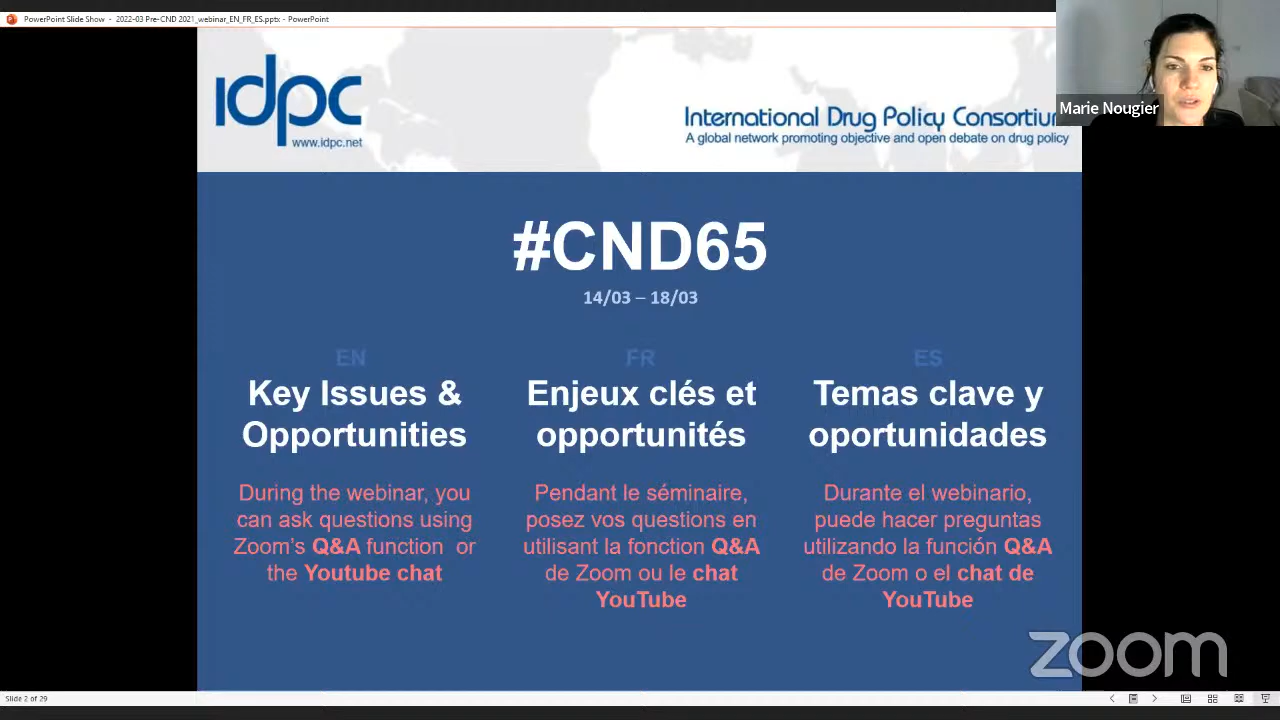 PowerPoint Slide Show - 2022-03 Pre-CND 2021_webinar_EN_FR_ES.pptx - PowerPoint
Marie Nougier
idpc
www.idpc.net
International Drug Policy Consortium
A global network promoting objective and open debate on drug policy
#CND65
14/03 – 18/03
EN
Key Issues &
Opportunities
During the webinar, you
can ask questions using
Zoom's Q&A function or
the Youtube chat
FR
Enjeux clés et
opportunités
Pendant le séminaire,
posez vos questions en
utilisant la fonction Q&A
de Zoom ou le chat
YouTube
ES
Temas clave y
oportunidades
Durante el webinario,
puede hacer preguntas
utilizando la función Q&A
de Zoom o el chat de
YouTube
zoom
Slide 2 of 29